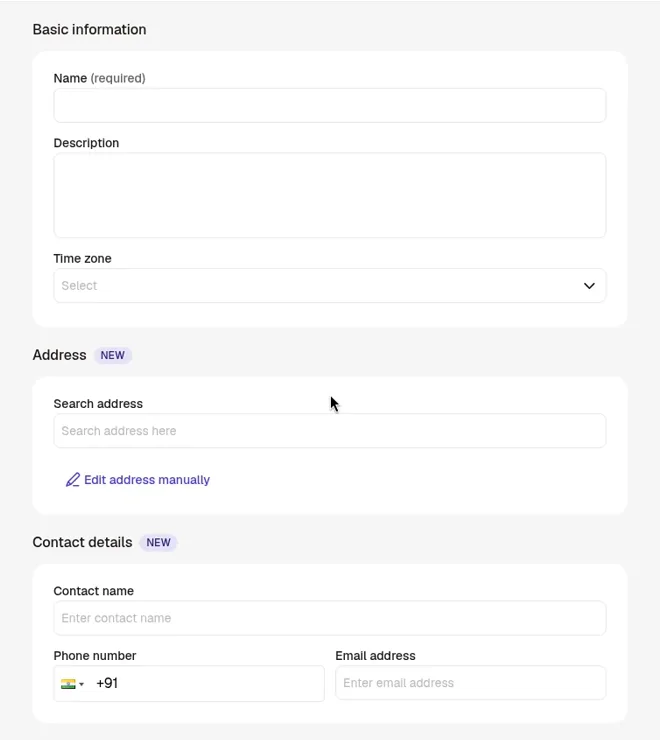 Basic information
Name (required)
Description
Time zone
Select
Address NEW
Search address
Search address here
Edit address manually
Contact details NEW
Contact name
Enter contact name
Phone number Email address
+91 Enter email address